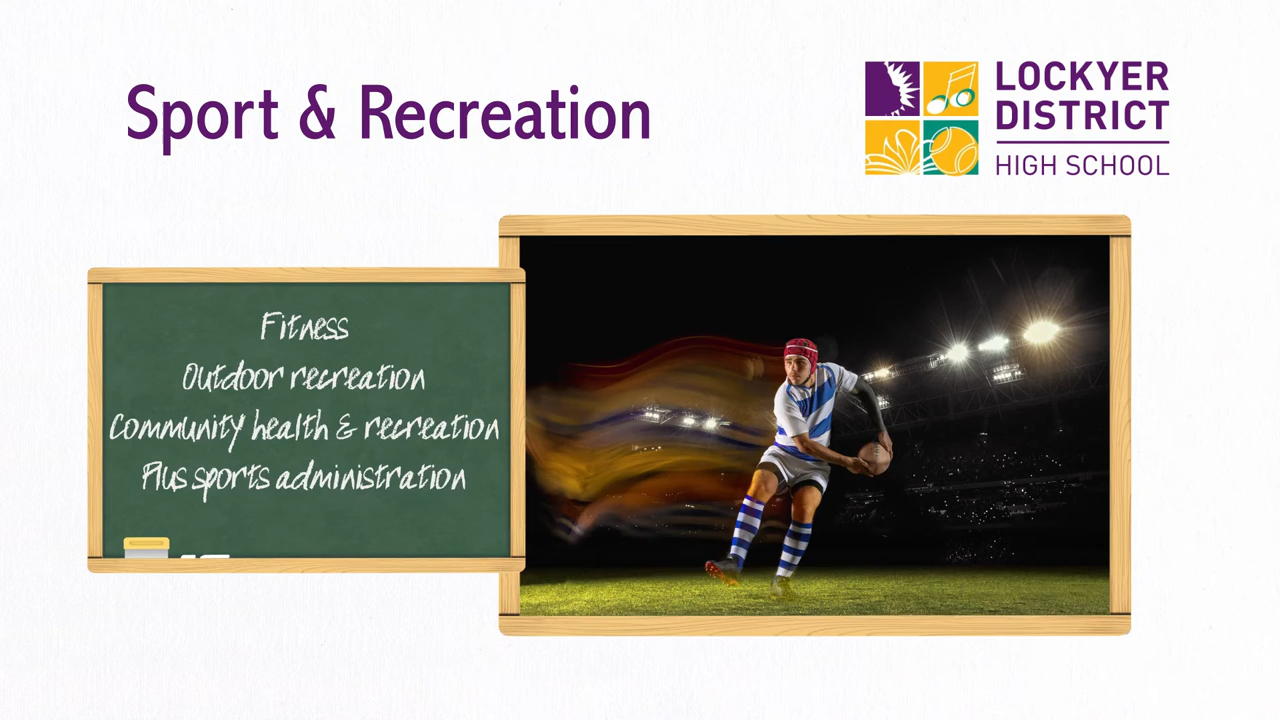 Sport & Recreation
LOCKYER
DISTRICT
HIGH SCHOOL
Fitness
Outdoor recreation
Community health & recreation
Plus sports administration